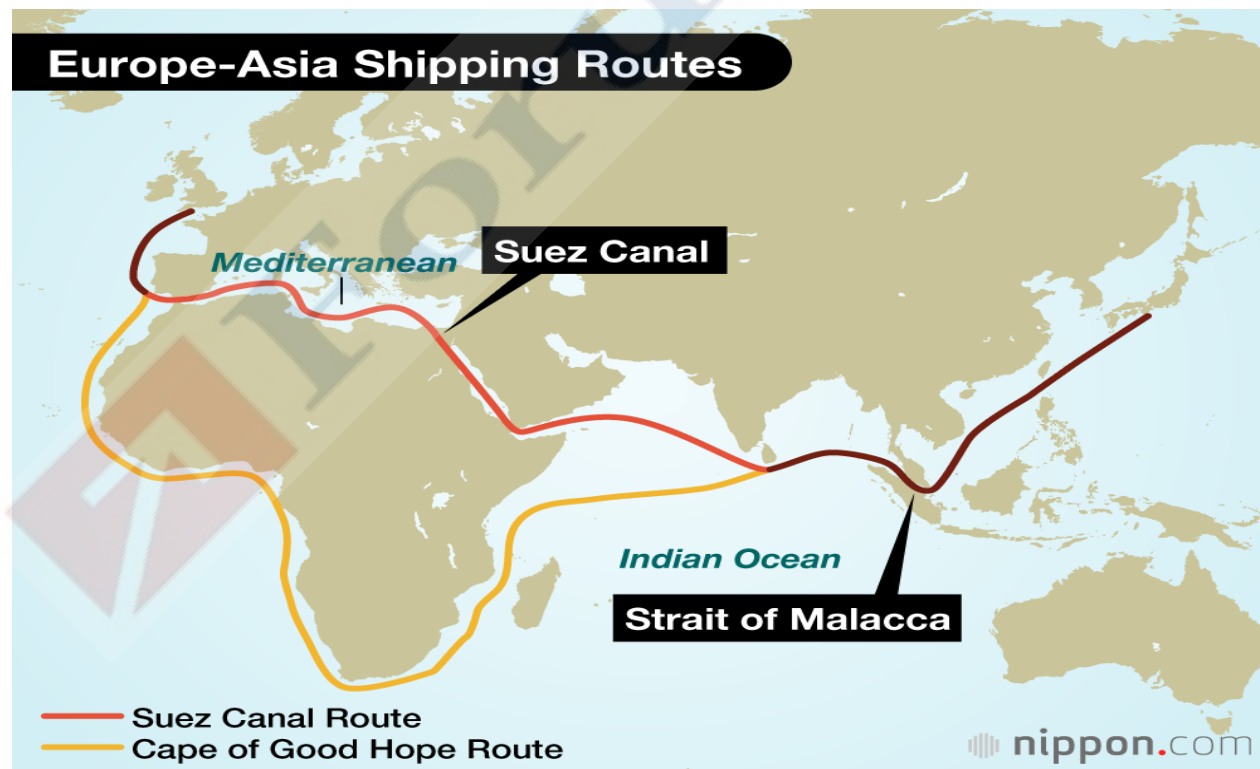 Europe-Asia Shipping Routes
Mediterranean
Suez Canal
Indian Ocean
Strait of Malacca
Suez Canal Route
Cape of Good Hope Route
nippon.com